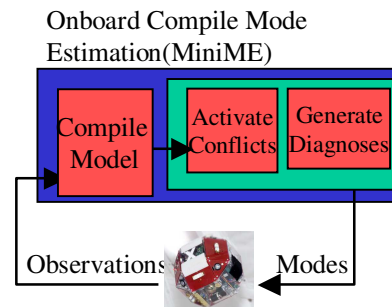 Onboard Compile Mode
Estimation(MiniME)
Compile
Model
Activate
Conflicts
Generate
Diagnoses
Observations
Modes